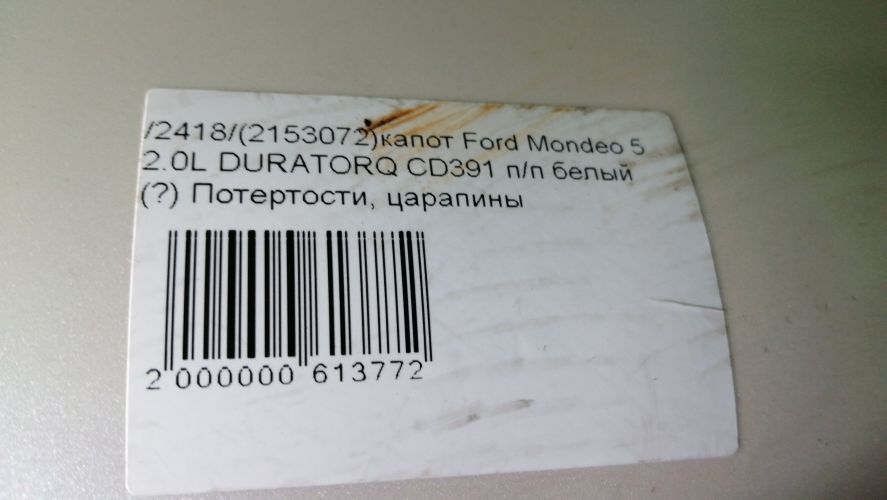 /2418/(2153072)капот Ford Mondeo 5
2.0L DURATORQ CD391 п/п белый
(?) Потертости, царапины
2 000000 613772